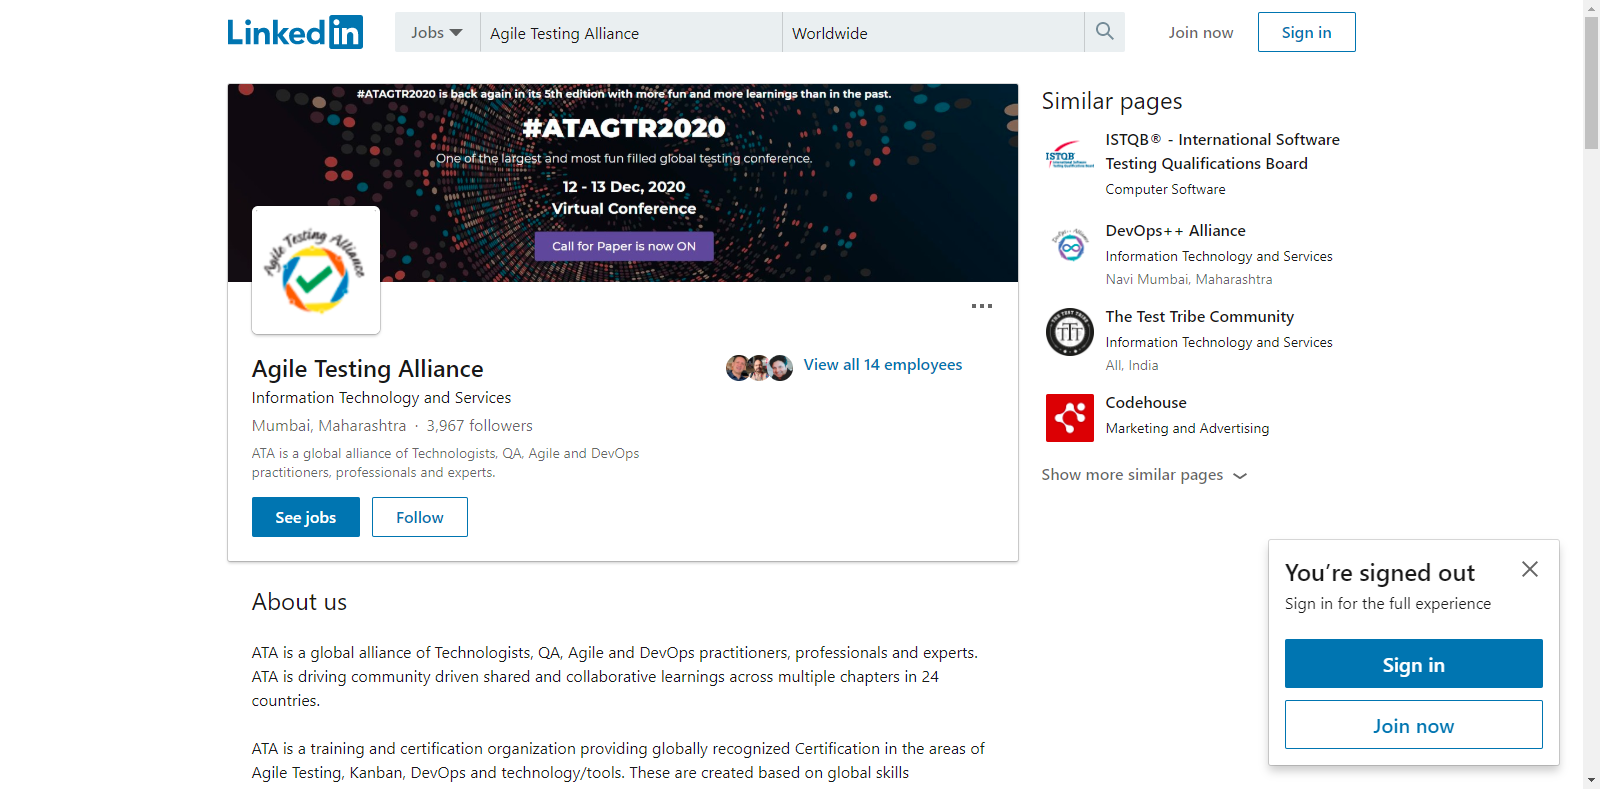 LinkedIn
Jobs
Agile Testing Alliance
Worldwide
Join now
Sign in
#ATAGTR2020 is back again in its 5th edition with more fun and more learnings than in the past.
#ATAGTR2020
One of the largest and most fun filled global testing conference.
12 - 13 Dec, 2020
Virtual Conference
Call for Paper is now ON
Agile Testing Alliance
Agile Testing Alliance
Information Technology and Services
Mumbai, Maharashtra · 3,967 followers
ATA is a global alliance of Technologists, QA, Agile and DevOps
practitioners, professionals and experts.
View all 14 employees
See jobs
Follow
About us
ATA is a global alliance of Technologists, QA, Agile and DevOps practitioners, professionals and experts.
ATA is driving community driven shared and collaborative learnings across multiple chapters in 24
countries.
ATA is a training and certification organization providing globally recognized Certification in the areas of
Agile Testing, Kanban, DevOps and technology/tools. These are created based on global skills
Similar pages
ISTQB
ISTQB® - International Software
Testing Qualifications Board
Computer Software
DevOps++ Alliance
Information Technology and Services
Navi Mumbai, Maharashtra
THE TEST TRIBE
The Test Tribe Community
Information Technology and Services
All, India
Codehouse
Marketing and Advertising
Show more similar pages
You're signed out
Sign in for the full experience
Sign in
Join now